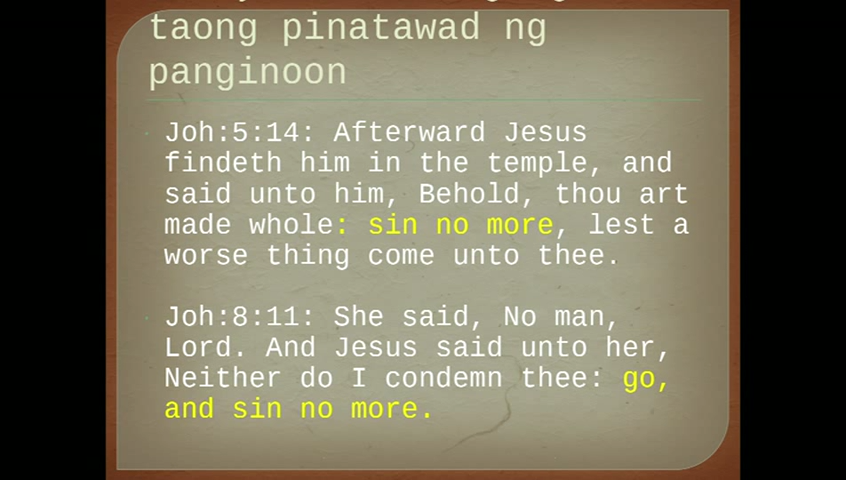 taong pinatawad ng
panginoon
Joh:5:14: Afterward Jesus
findeth him in the temple, and
said unto him, Behold, thou art
made whole: sin no more, lest a
worse thing come unto thee.
Joh:8:11: She said, No man,
Lord. And Jesus said unto her,
Neither do I condemn thee: go,
and sin no more.